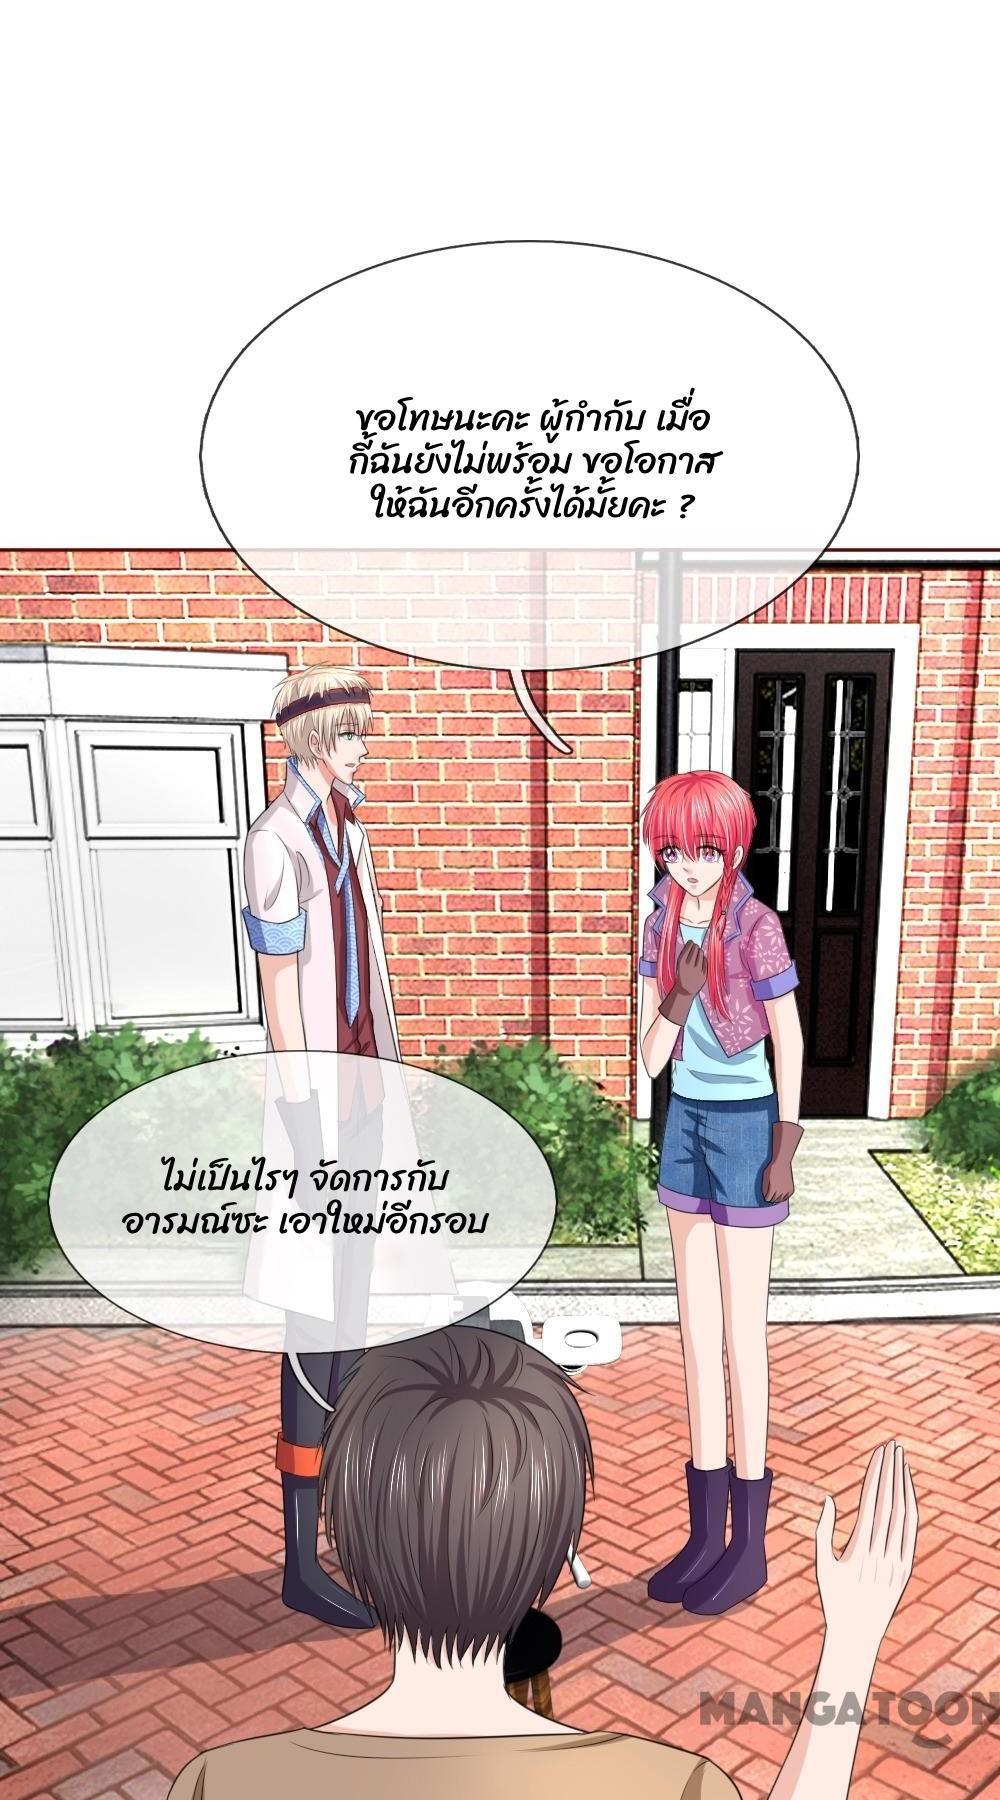 ขอโทษนะคะ ผู้กำกับ เมื่อ
กี้ฉันยังไม่พร้อม ขอโอกาส
ให้ฉันอีกครั้งได้มั้ยคะ ?
ไม่เป็นไรๆ จัดการกับ
อารมณ์ซะ เอาใหม่อีกรอบ
MANGATOON